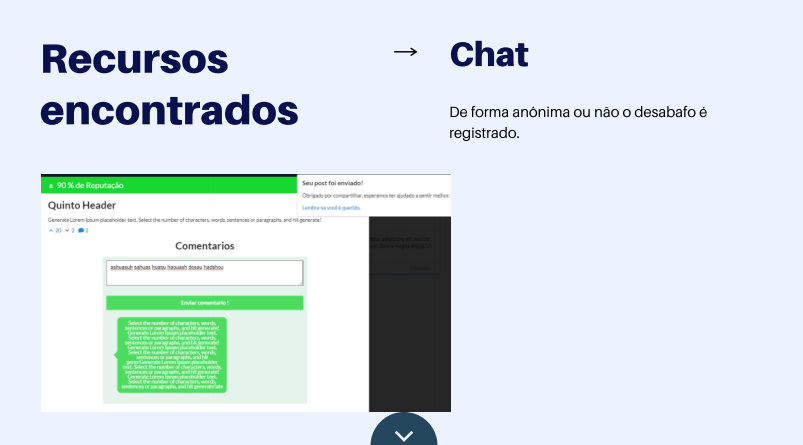 Recursos
encontrados
→
Chat
De forma anônima ou não o desabafo é
registrado.
90 % de Reputação
Seu post foi enviado!
Obrigado por compartilhar, esperamos ter ajudado a sentir melhor.
Lembre-se você é querido.
Quinto Header
Generate Lorem Ipsum placeholder text. Select the number of characters, words, sentences or paragraphs, and hit generate!
20 2 3
Comentarios
ashuasuh sahuas huasu
Enviar comentario !
Select the number of characters, words,
sentences or paragraphs, and hit generate!
Generate Lorem Ipsum placeholder text.
Select the number of characters, words,
sentences or paragraphs, and hit generate!
Generate Lorem Ipsum placeholder text.
Select the number of characters, words,
sentences or paragraphs, and hit
generate!Generate Lorem Ipsum placeholder
text. Select the number of characters, words,
sentences or paragraphs, and hit generate!
Generate Lorem Ipsum placeholder text.
Select the number of characters, words,
sentences or paragraphs, and hit generate!ate